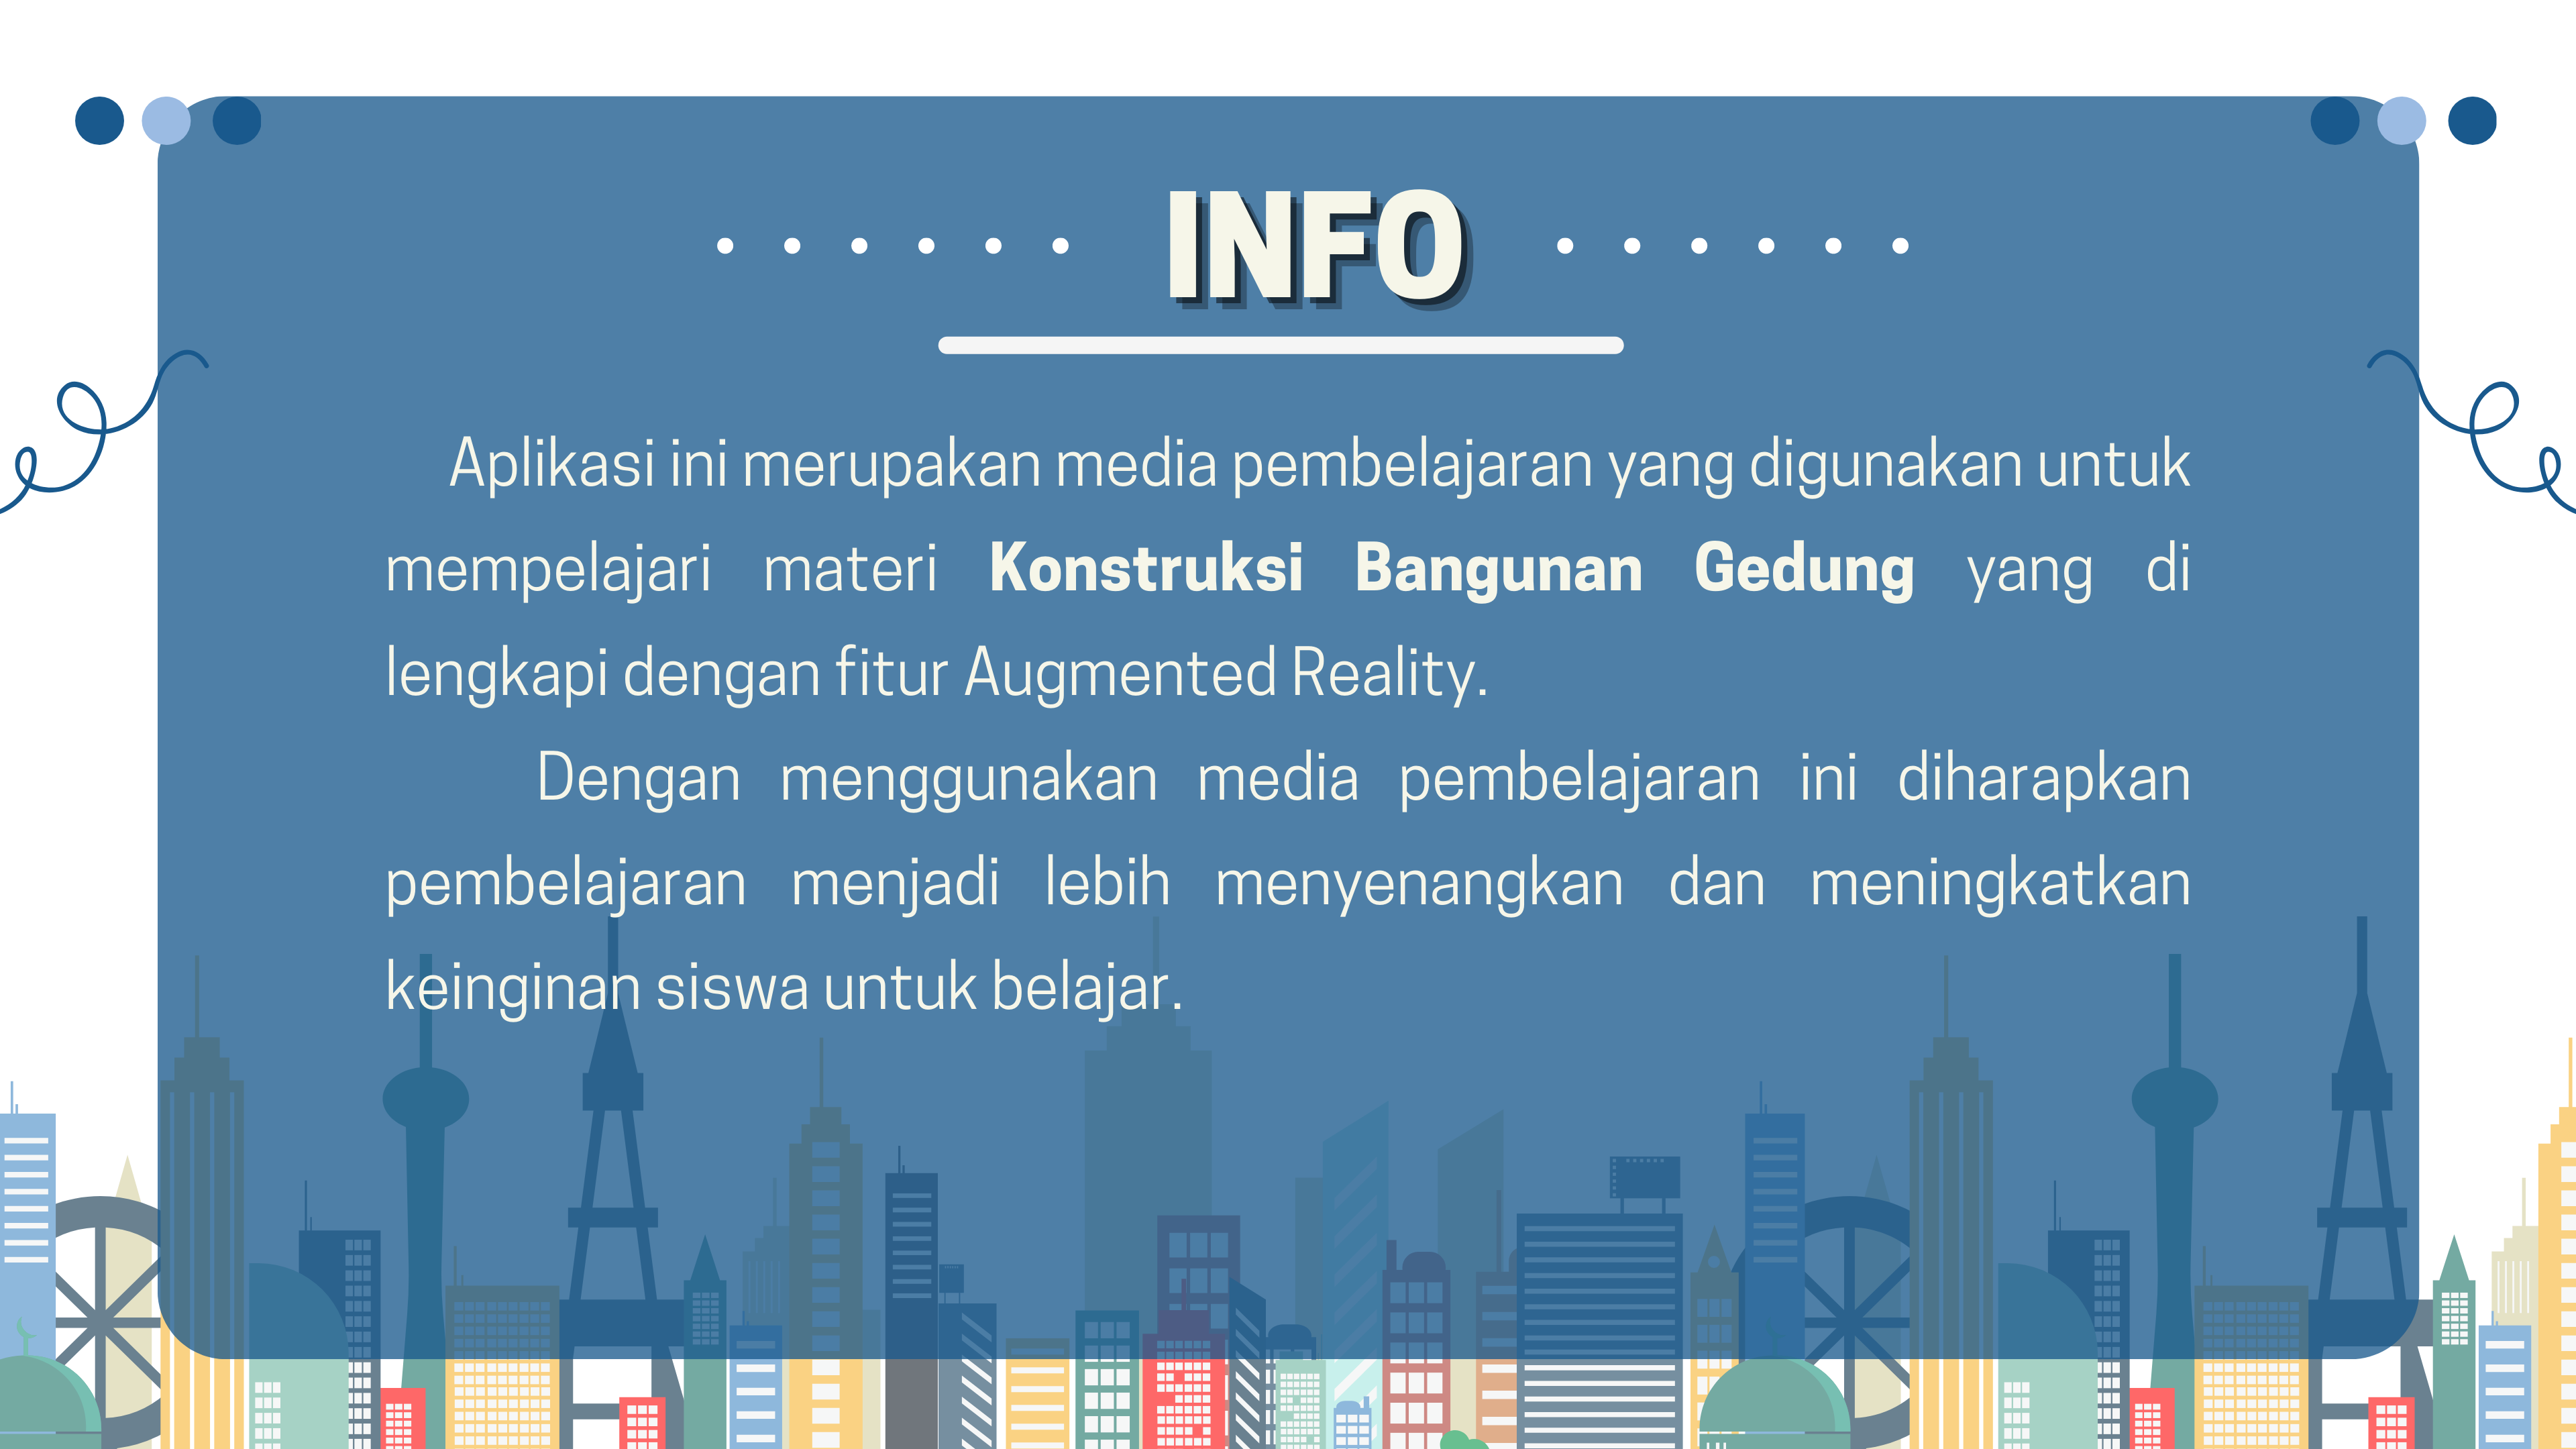 INFO
Aplikasi ini merupakan media pembelajaran yang digunakan untuk
mempelajari materi Konstruksi Bangunan Gedung yang di
lengkapi dengan fitur Augmented Reality.
Dengan menggunakan media pembelajaran ini diharapkan
pembelajaran menjadi lebih menyenangkan dan meningkatkan
keinginan siswa untuk belajar.